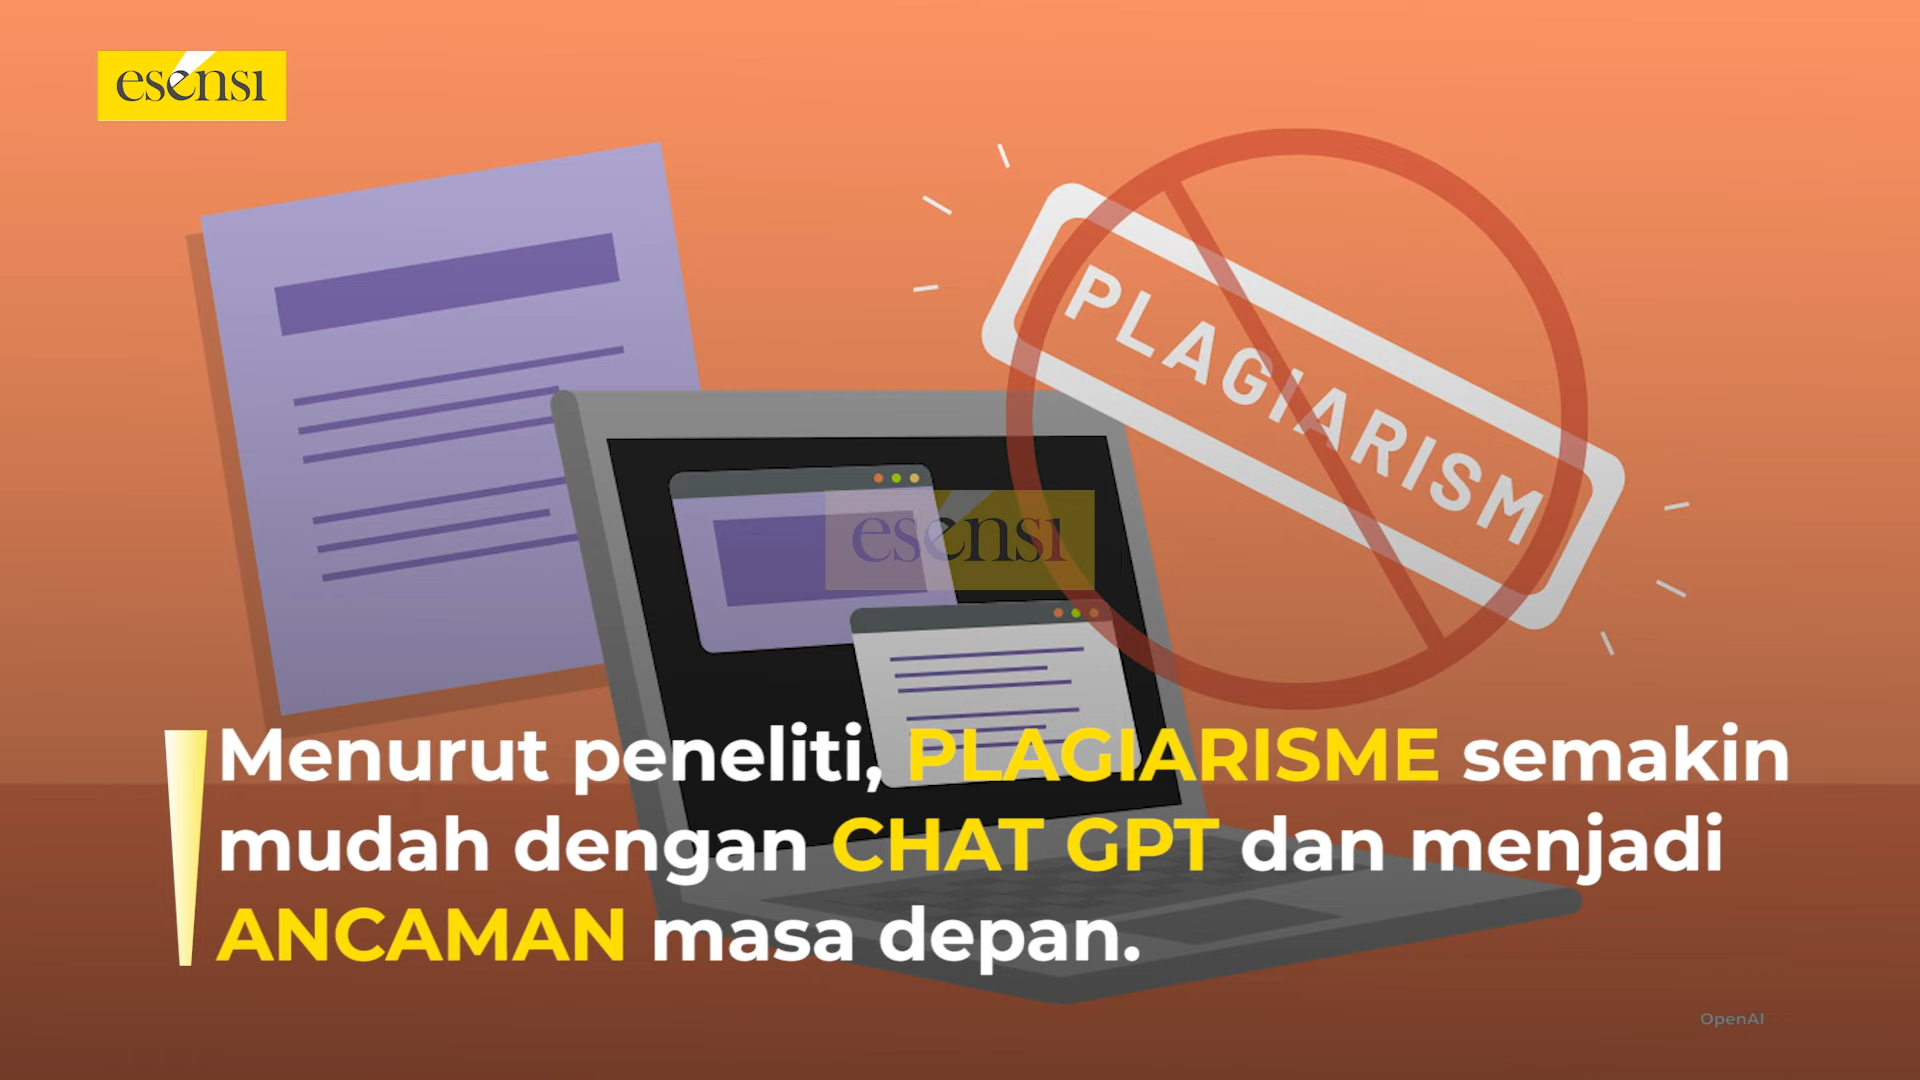 esensi
PLAGIARISM
esensi
Menurut peneliti, PLAGIARISME semakin
mudah dengan CHAT GPT dan menjadi
ANCAMAN masa depan.
OpenAI